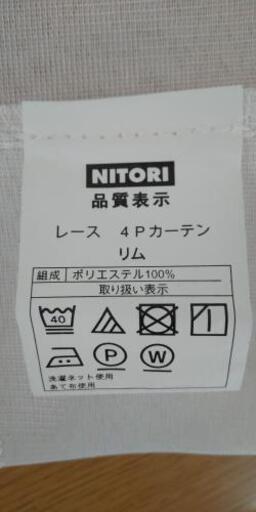 NITORI
品質表示
レース 4Pカーテン
リム
組成 ポリエステル100%
取り扱い表示
40
P W
洗濯ネット使用
あて布使用